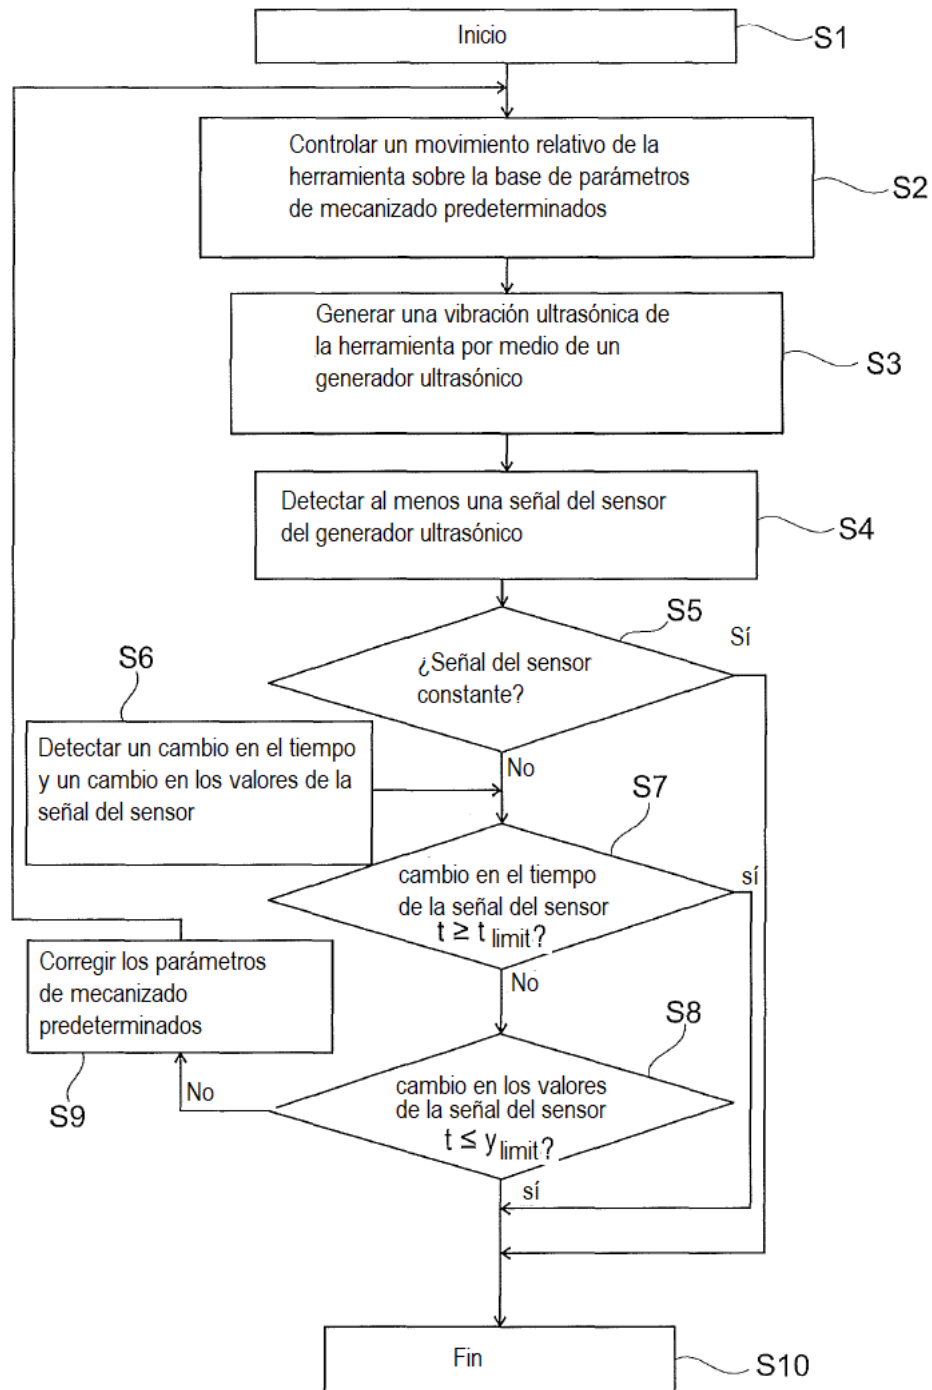 Inicio
S1
Controlar un movimiento relativo de la
herramienta sobre la base de parámetros
de mecanizado predeterminados
S2
Generar una vibración ultrasónica de
la herramienta por medio de un
generador ultrasónico
S3
Detectar al menos una señal del sensor
del generador ultrasónico
S4
S5
Sí
¿Señal del sensor
constante?
No
S6
Detectar un cambio en el tiempo
y un cambio en los valores de la
señal del sensor
S7
sí
cambio en el tiempo
de la señal del sensor
t ≥ t limit?
No
Corregir los parámetros
de mecanizado
predeterminados
S9
No
S8
cambio en los valores
de la señal del sensor
t ≤ y limit?
sí
Fin
S10